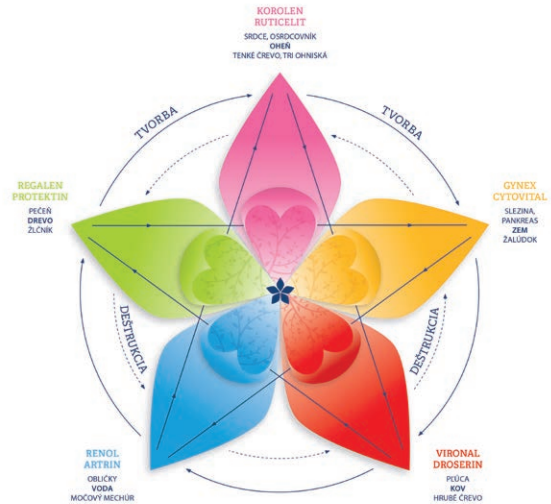 KOROLEN
RUTICELIT
SRDCE, OSRDCOVNÍK
OHEŇ
TENKÉ ČREVO, TRI OHNISKÁ
TVORBA
TVORBA
REGALEN
PROTEKTIN
PEČEŇ
DREVO
ŽLČNÍK
GYNEX
CYTOVITAL
SLEZINA,
PANKREAS
ZEM
ŽALÚDOK
DEŠTRUKCIA
DEŠTRUKCIA
RENOL
ARTRIN
OBLIČKY
VODA
MOČOVÝ MECHÚR
VIRONAL
DROSERIN
PĽÚCA
KOV
HRUBÉ ČREVO